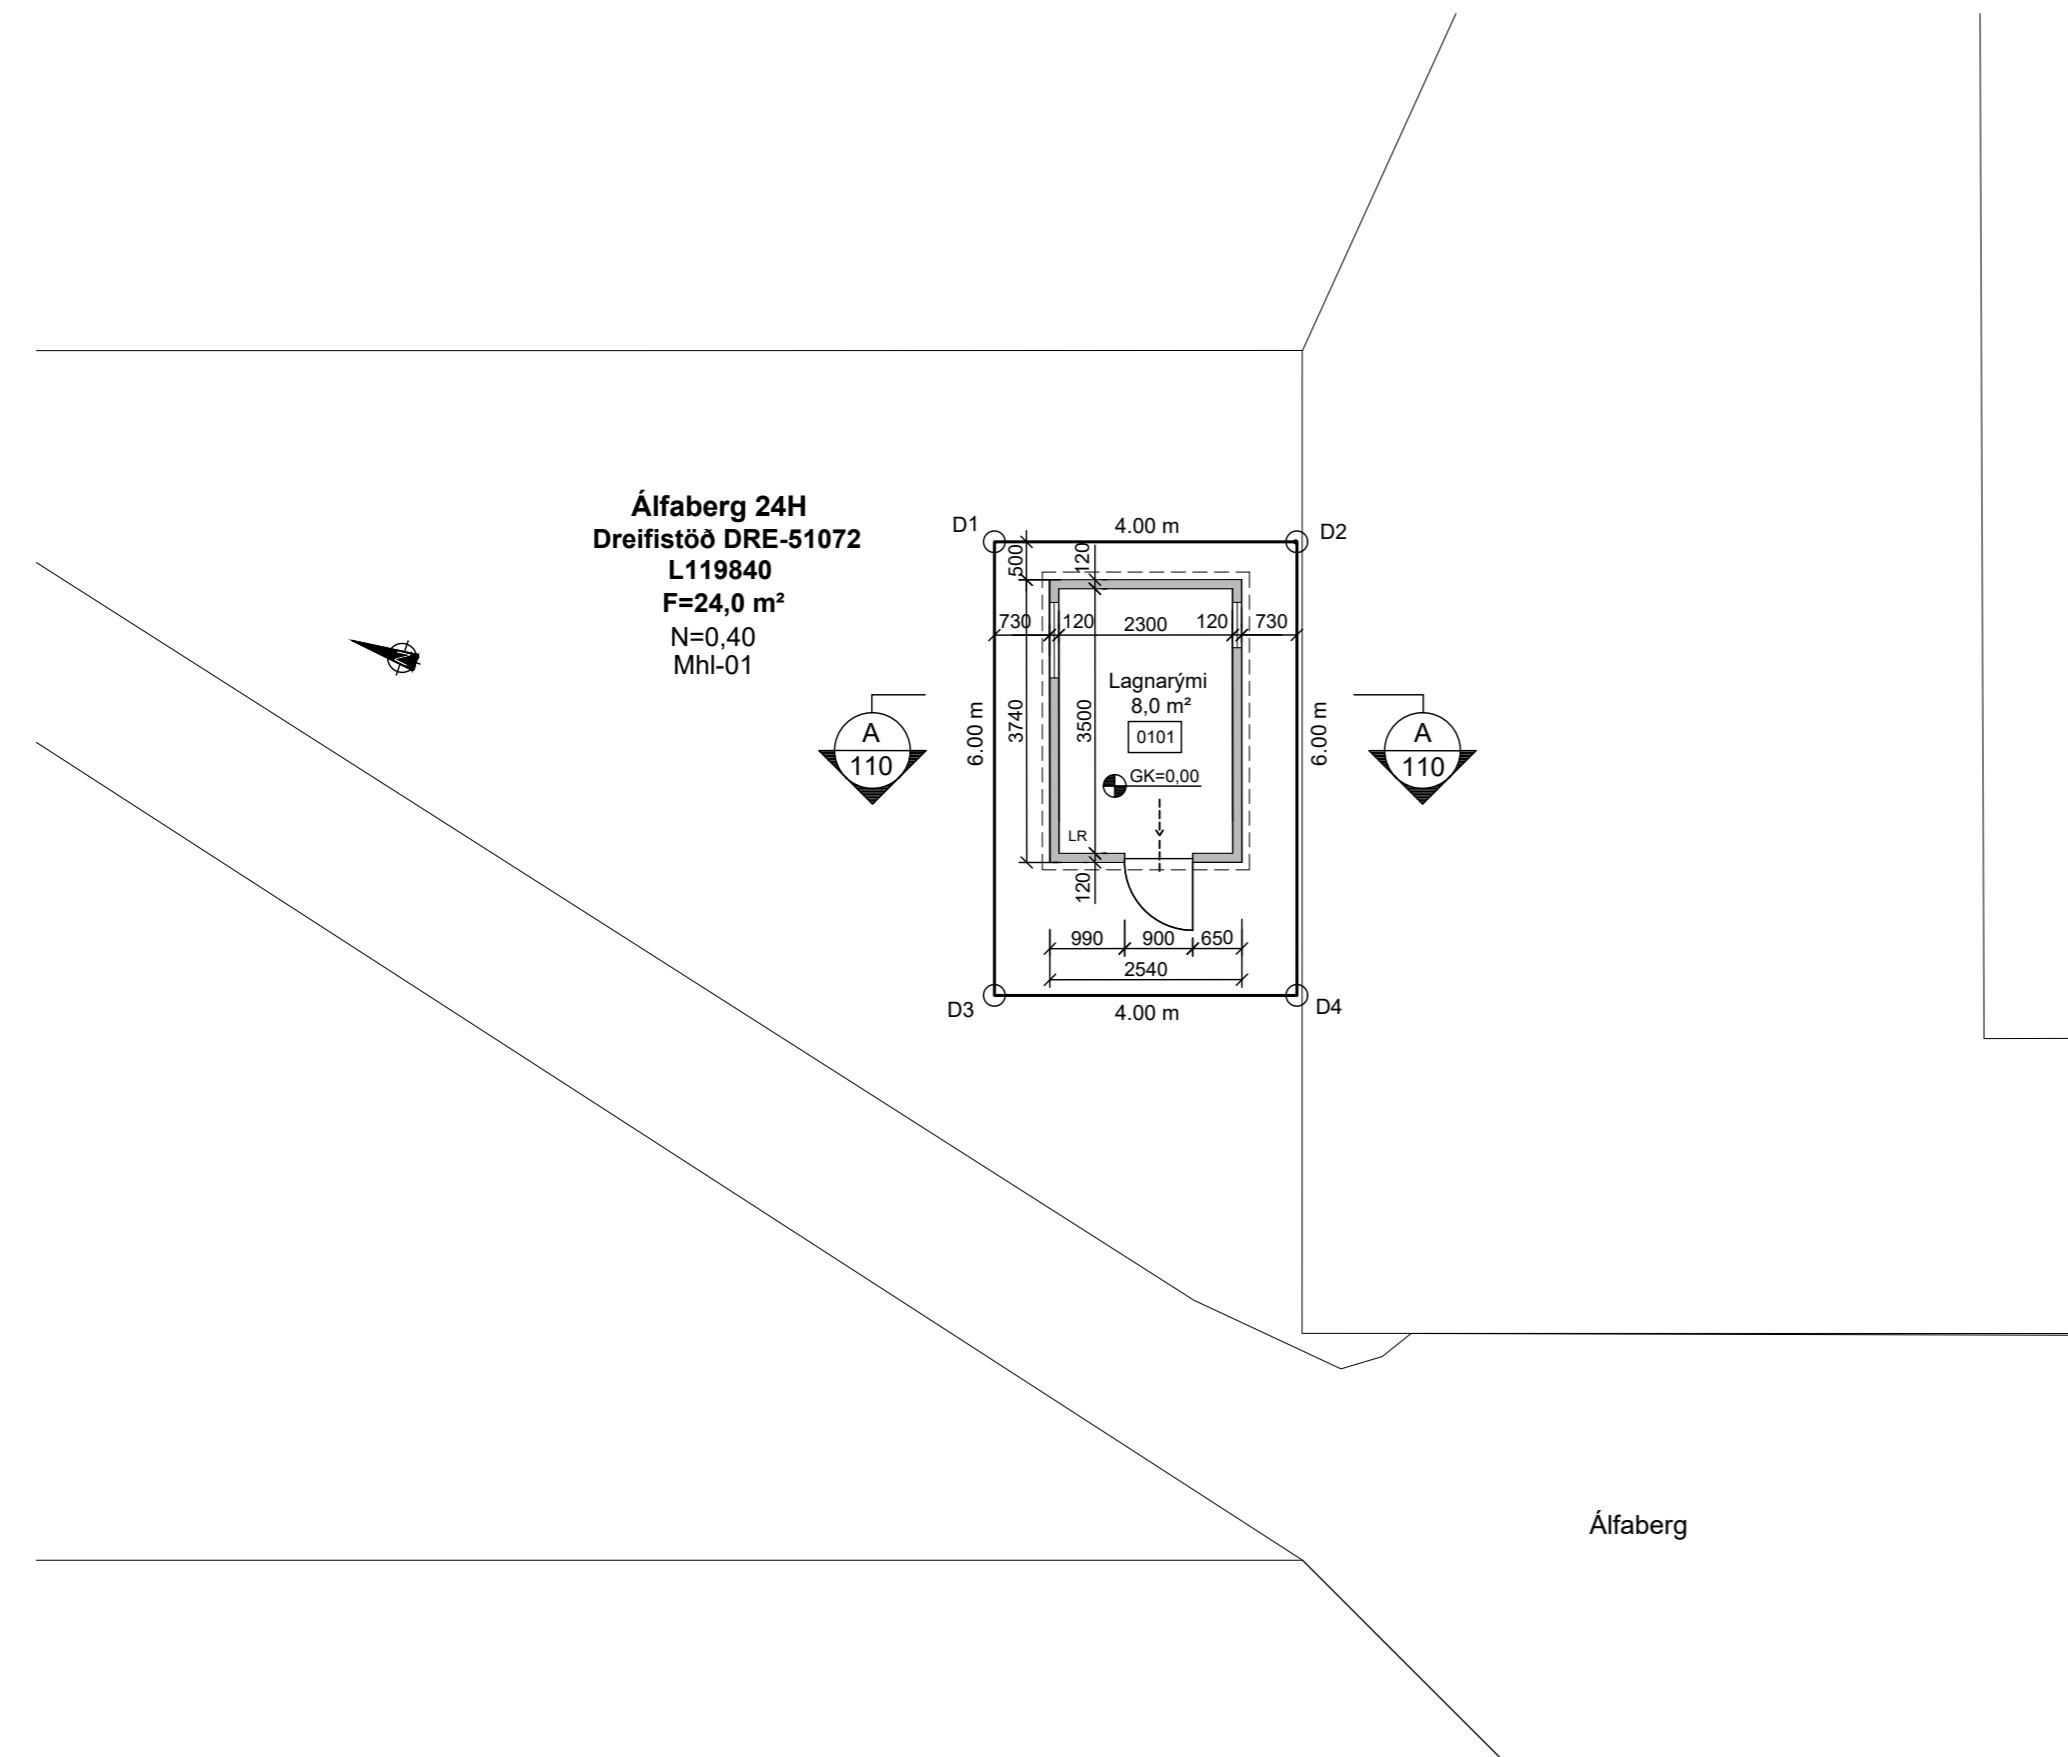 Álfaberg 24H
Dreifistöð DRE-51072
L119840
F=24,0 m²
N=0,40
Mhl-01
D1
4.00 m
D2
500
120
730
120
2300
120
730
Lagnarými
8,0 m²
0101
GK=0,00
6.00 m
3740
3500
6.00 m
A
110
A
110
LR
120
990
900
650
2540
D3
4.00 m
D4
Álfaberg